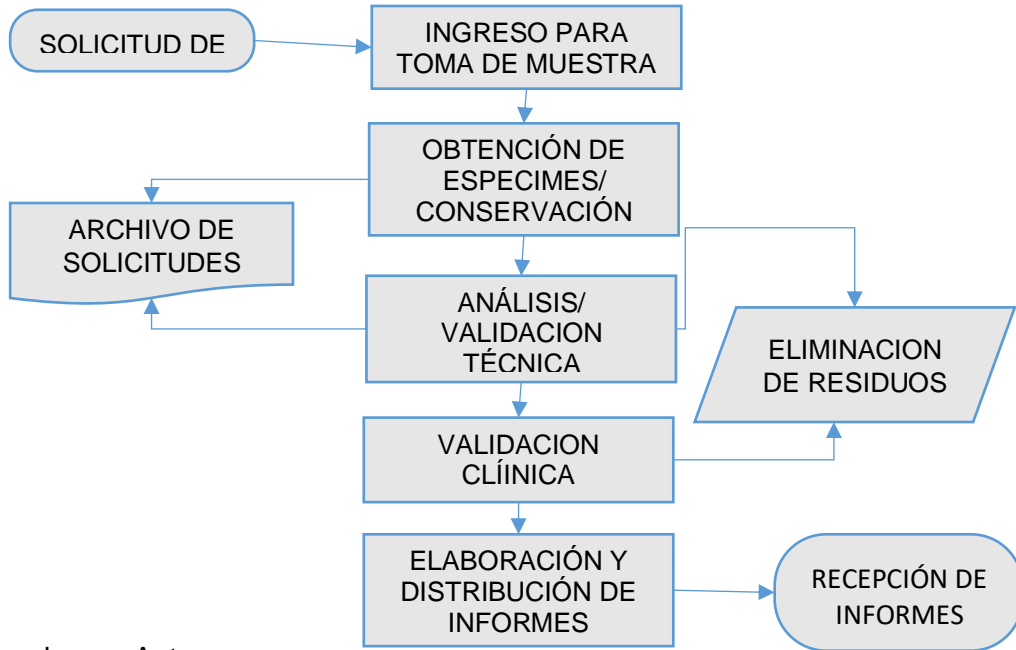 SOLICITUD DE
INGRESO PARA
TOMA DE MUESTRA
OBTENCIÓN DE
ESPECIMES/
CONSERVACIÓN
ARCHIVO DE
SOLICITUDES
ANÁLISIS/
VALIDACION
TÉCNICA
ELIMINACION
DE RESIDUOS
VALIDACION
CLÍINICA
ELABORACIÓN Y
DISTRIBUCIÓN DE
INFORMES
RECEPCIÓN DE
INFORMES